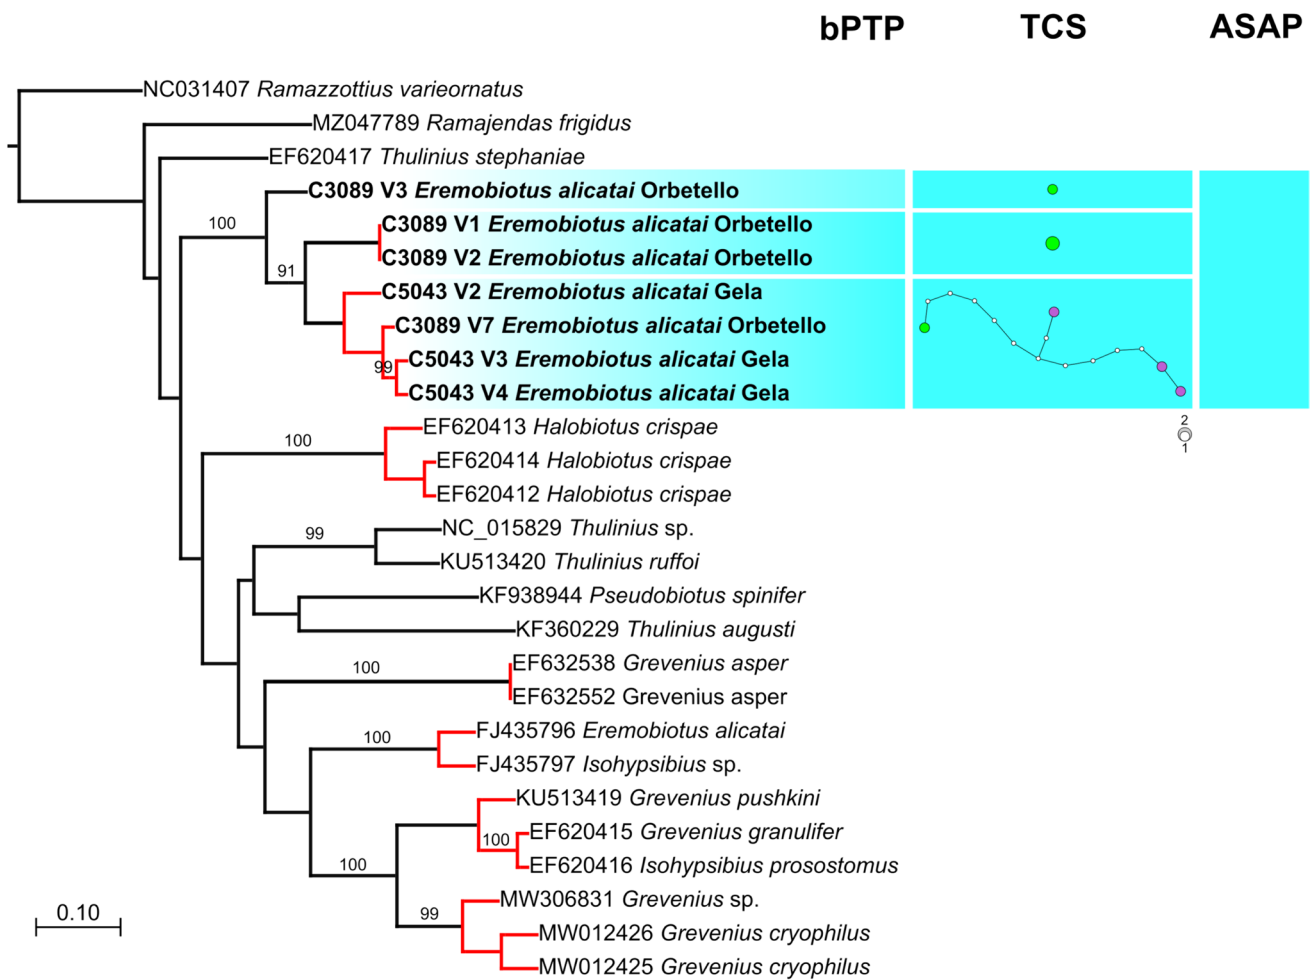 bPTP TCS ASAP
NC031407 Ramazzottius varieornatus
MZ047789 Ramajendas frigidus
EF620417 Thulinius stephaniae
C3089 V3 Eremobiotus alicatai Orbetello
100
C3089 V1 Eremobiotus alicatai Orbetello
C3089 V2 Eremobiotus alicatai Orbetello
91
C5043 V2 Eremobiotus alicatai Gela
C3089 V7 Eremobiotus alicatai Orbetello
C5043 V3 Eremobiotus alicatai Gela
99
C5043 V4 Eremobiotus alicatai Gela
EF620413 Halobiotus crispae
2
1
100
EF620414 Halobiotus crispae
EF620412 Halobiotus crispae
NC_015829 Thulinius sp.
99
KU513420 Thulinius ruffoi
KF938944 Pseudobiotus spinifer
KF360229 Thulinius augusti
EF632538 Grevenius asper
100
EF632552 Grevenius asper
FJ435796 Eremobiotus alicatai
100
FJ435797 Isohypsibius sp.
KU513419 Grevenius pushkini
EF620415 Grevenius granulifer
100
EF620416 Isohypsibius prosostomus
100
MW306831 Grevenius sp.
99
0.10
MW012426 Grevenius cryophilus
MW012425 Grevenius cryophilus